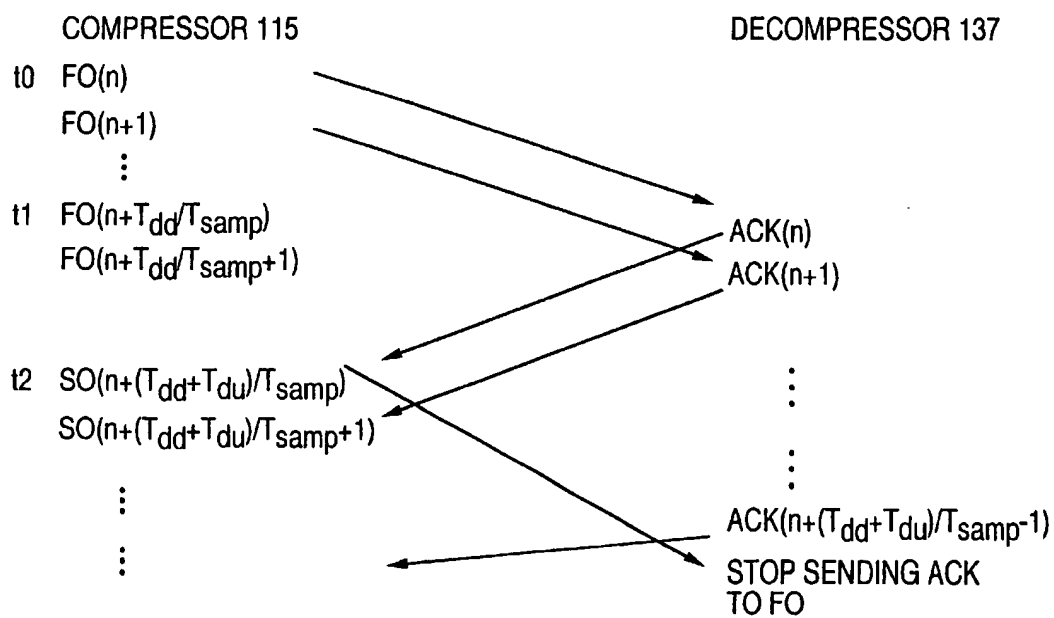 COMPRESSOR 115
DECOMPRESSOR 137
t0 FO(n)
FO(n+1)
t1 FO(n+Tdd/Tsamp)
ACK(n)
FO(n+Tdd/Tsamp+1)
ACK(n+1)
t2 SO(n+(Tdd+Tdu)/Tsamp)
SO(n+(Tdd+Tdu)/Tsamp+1)
ACK(n+(Tdd+Tdu)/Tsamp-1)
STOP SENDING ACK
TO FO